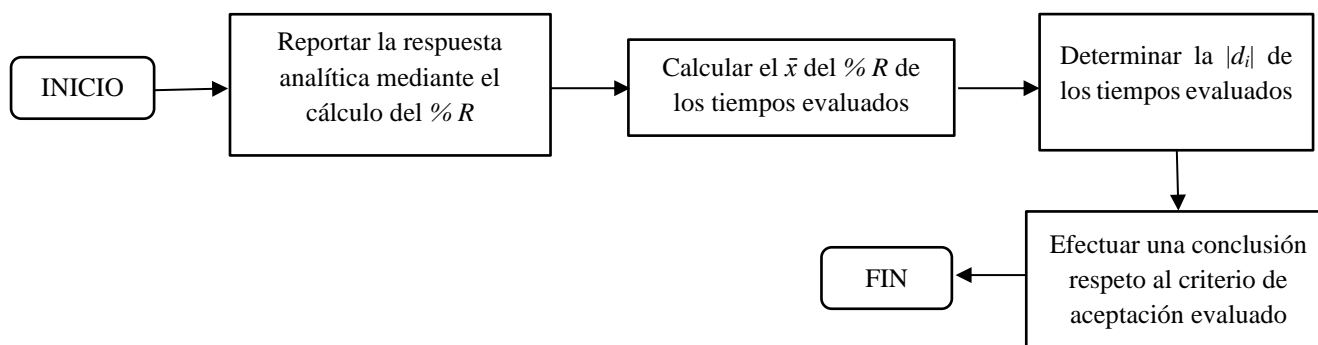 INICIO
Reportar la respuesta
analítica mediante el
cálculo del % R
Calcular el x̄ del % R de
los tiempos evaluados
Determinar la |dᵢ| de
los tiempos evaluados
Efectuar una conclusión
respeto al criterio de
aceptación evaluado
FIN